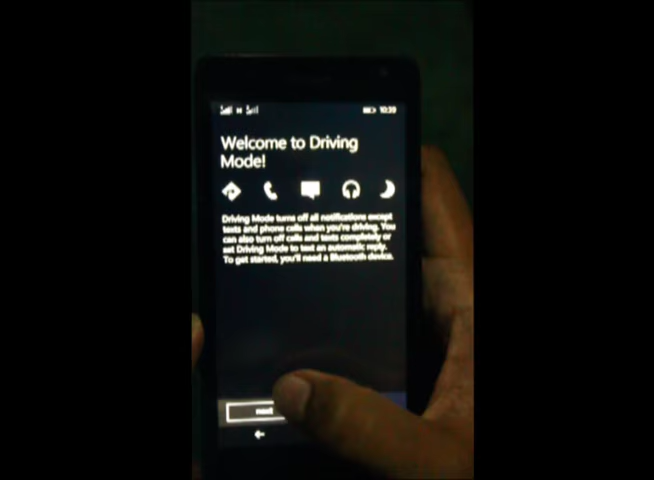 10:39
Welcome to Driving
Mode!
Driving Mode turns off all notifications except
texts and phone calls when you're driving. You
can also turn off calls and texts completely or
set Driving Mode to text an automatic reply.
To get started, you'll need a Bluetooth device.
next